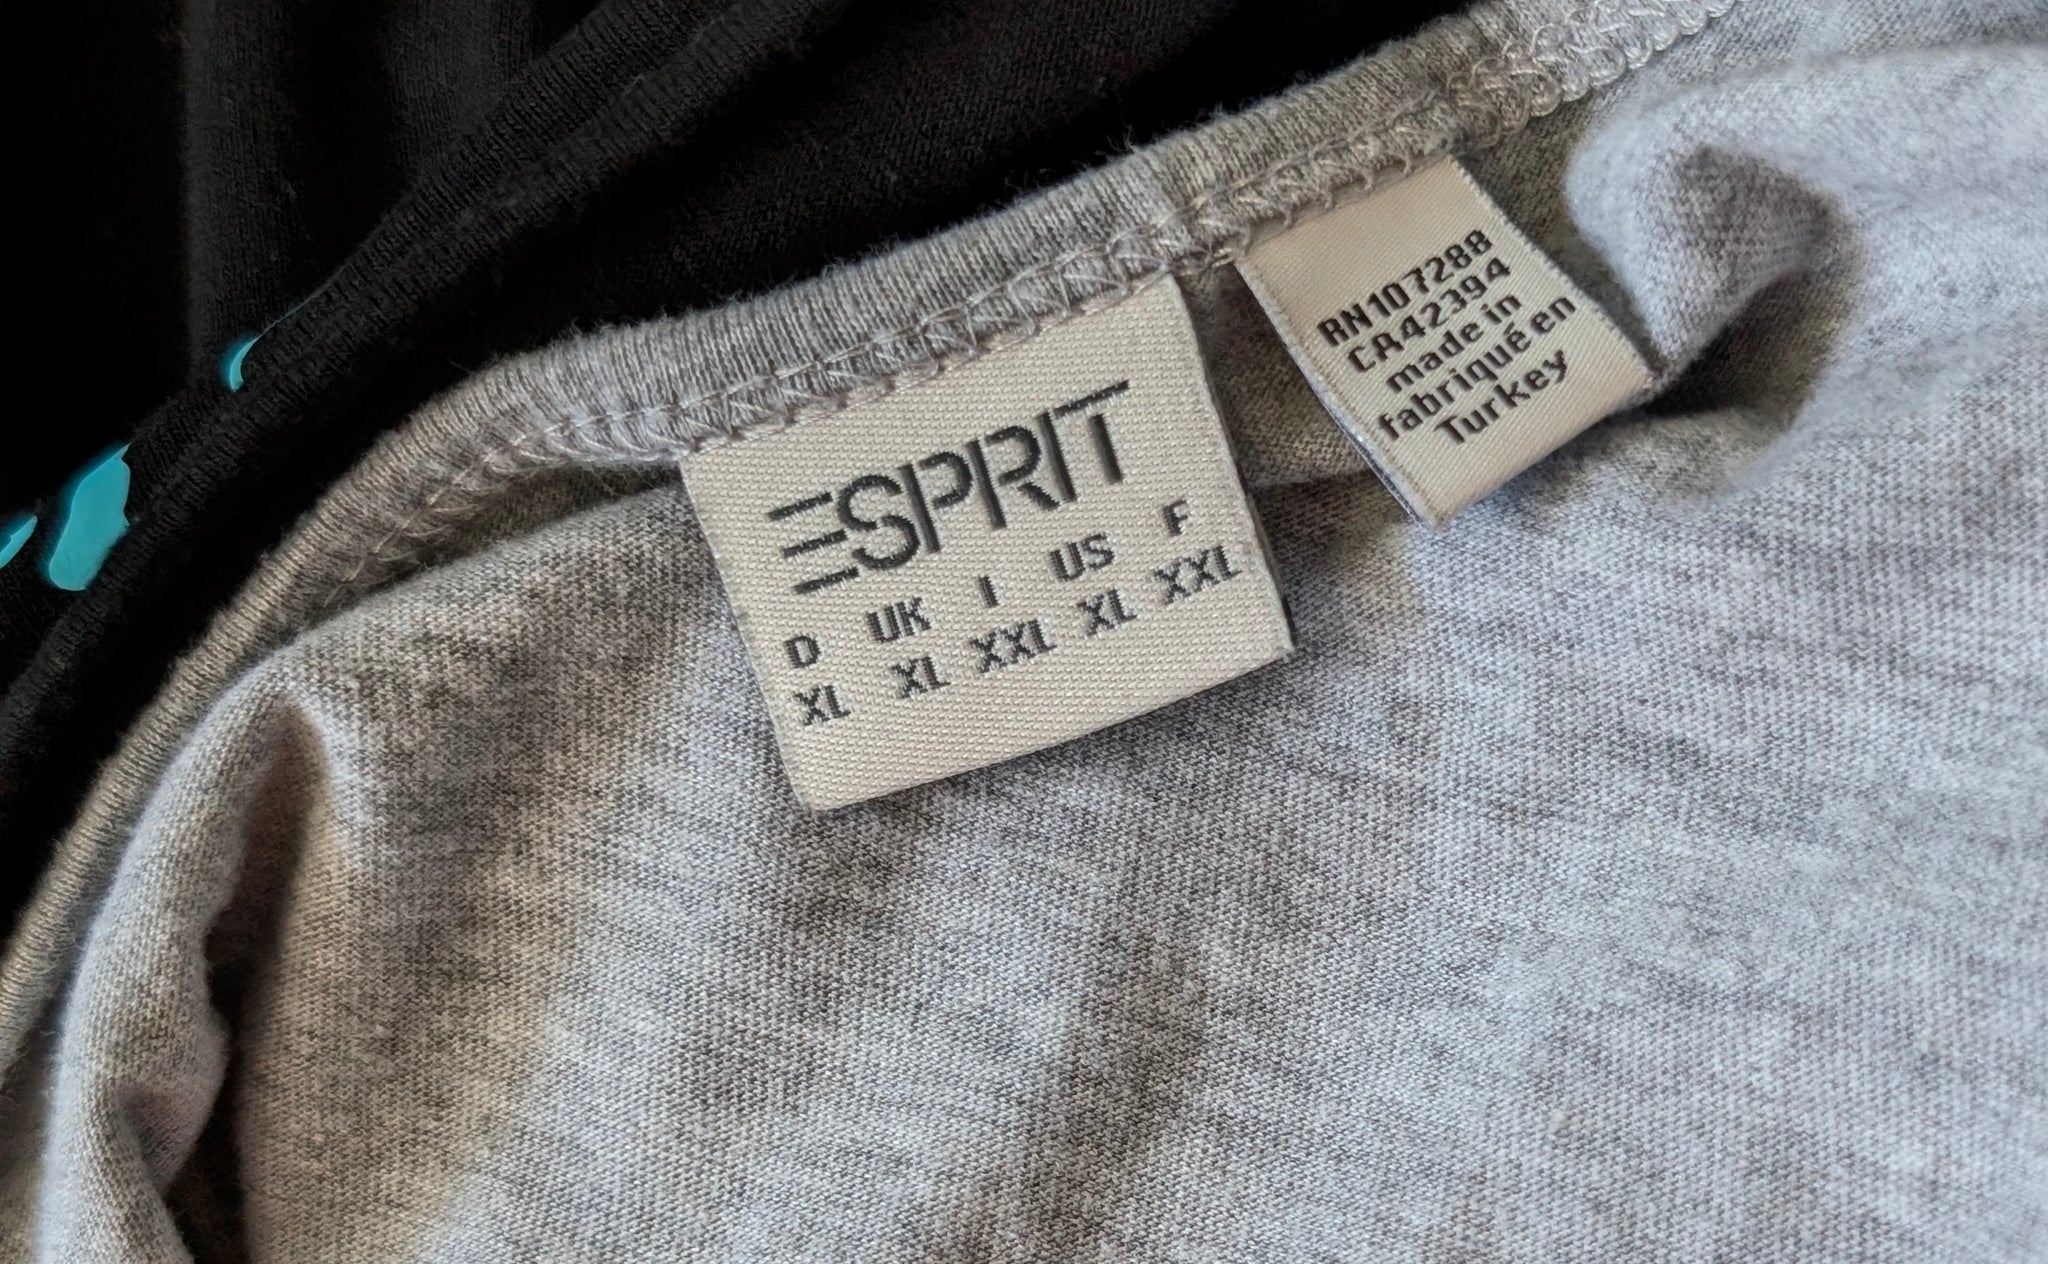 ESPRIT
D UK I US F
XL XL XXL XL XXL
RN107288
CA42394
made in
fabriqué en
Turkey